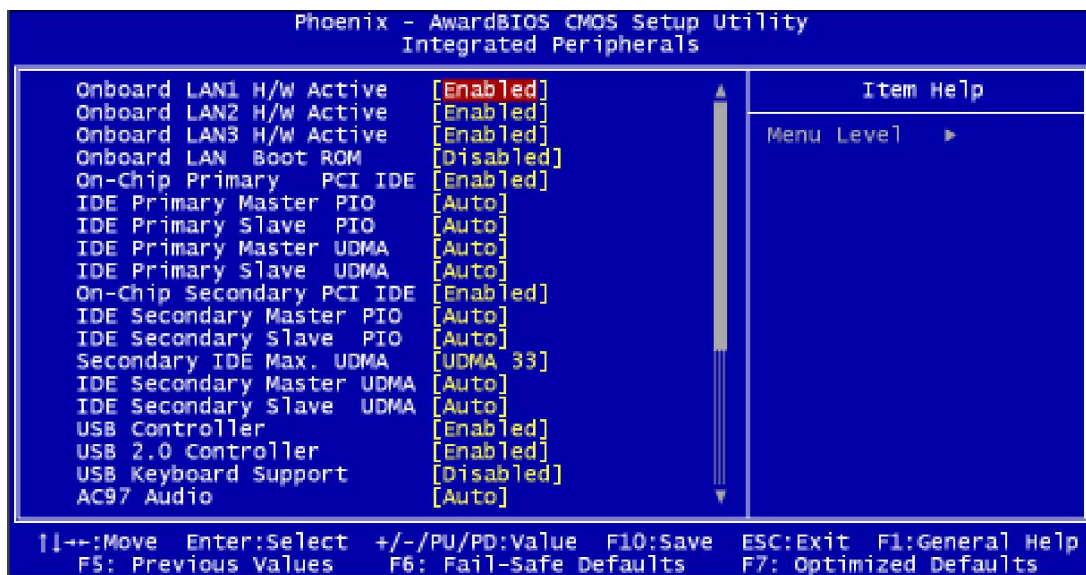 Phoenix - AwardBIOS CMOS Setup Utility
Integrated Peripherals
Onboard LAN1 H/W Active [Enabled]
Onboard LAN2 H/W Active [Enabled]
Onboard LAN3 H/W Active [Enabled]
Onboard LAN Boot ROM [Disabled]
On-Chip Primary PCI IDE [Enabled]
IDE Primary Master PIO [Auto]
IDE Primary Slave PIO [Auto]
IDE Primary Master UDMA [Auto]
IDE Primary Slave UDMA [Auto]
On-Chip Secondary PCI IDE [Enabled]
IDE Secondary Master PIO [Auto]
IDE Secondary Slave PIO [Auto]
Secondary IDE Max. UDMA [UDMA 33]
IDE Secondary Master UDMA [Auto]
IDE Secondary Slave UDMA [Auto]
USB Controller [Enabled]
USB 2.0 Controller [Enabled]
USB Keyboard Support [Disabled]
AC97 Audio [Auto]
Item Help
Menu Level ►
↑↓→←:Move Enter:Select +/-/PU/PD:Value F10:Save ESC:Exit F1:General Help
F5: Previous Values F6: Fail-Safe Defaults F7: Optimized Defaults